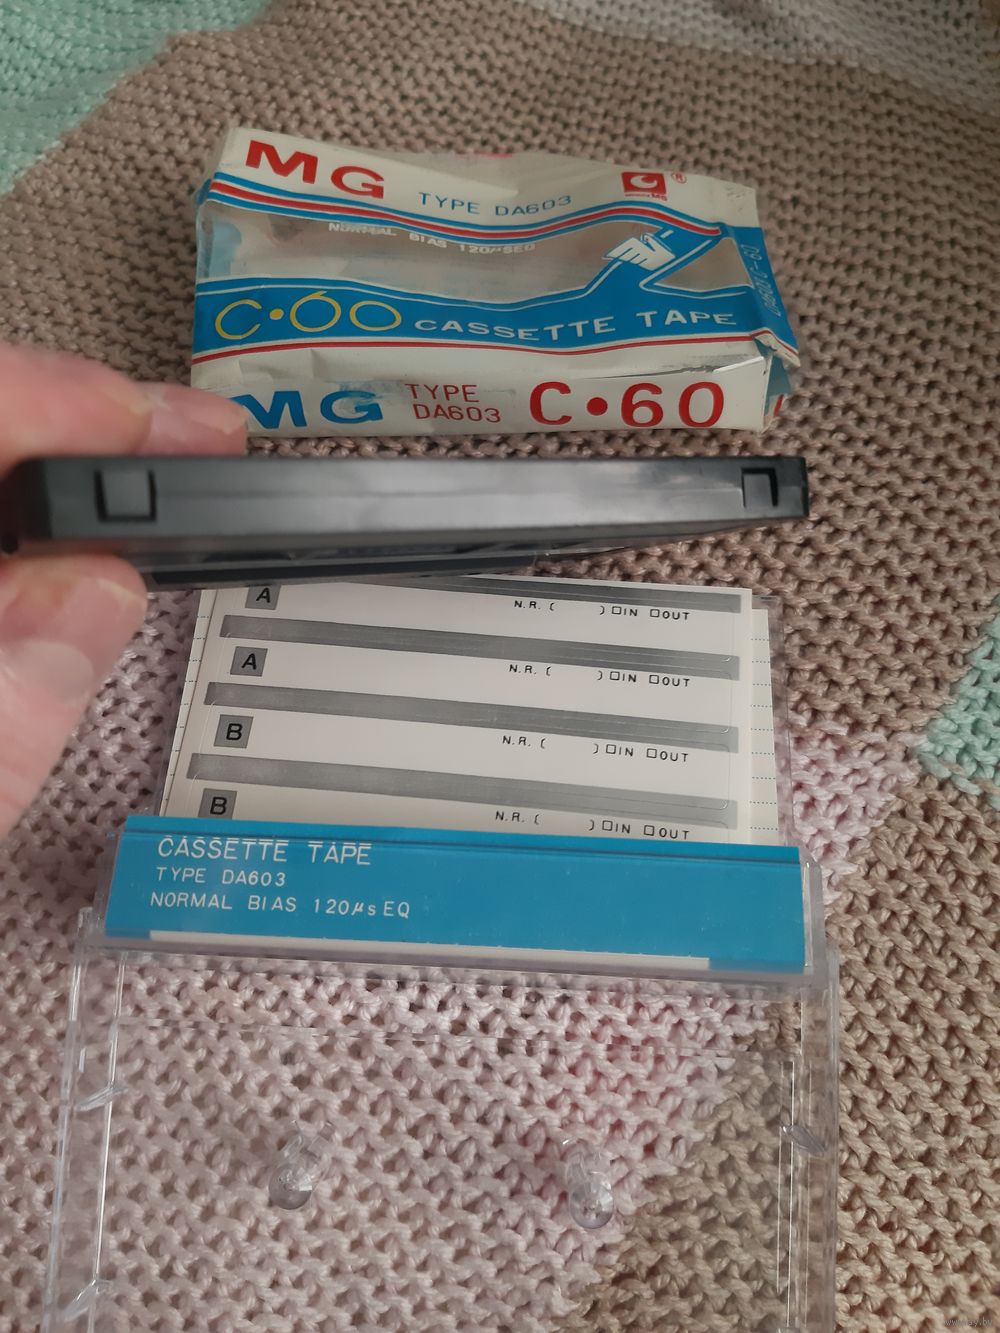 MG TYPE DA603 ®
NORMAL BIAS 120μSEQ
C•60 CASSETTE TAPE
MG TYPE DA603 C•60
A N.R. ( ) □IN □OUT
A N.R. ( ) □IN □OUT
B N.R. ( ) □IN □OUT
B N.R. ( ) □IN □OUT
CASSETTE TAPE
TYPE DA603
NORMAL BIAS 120μs EQ